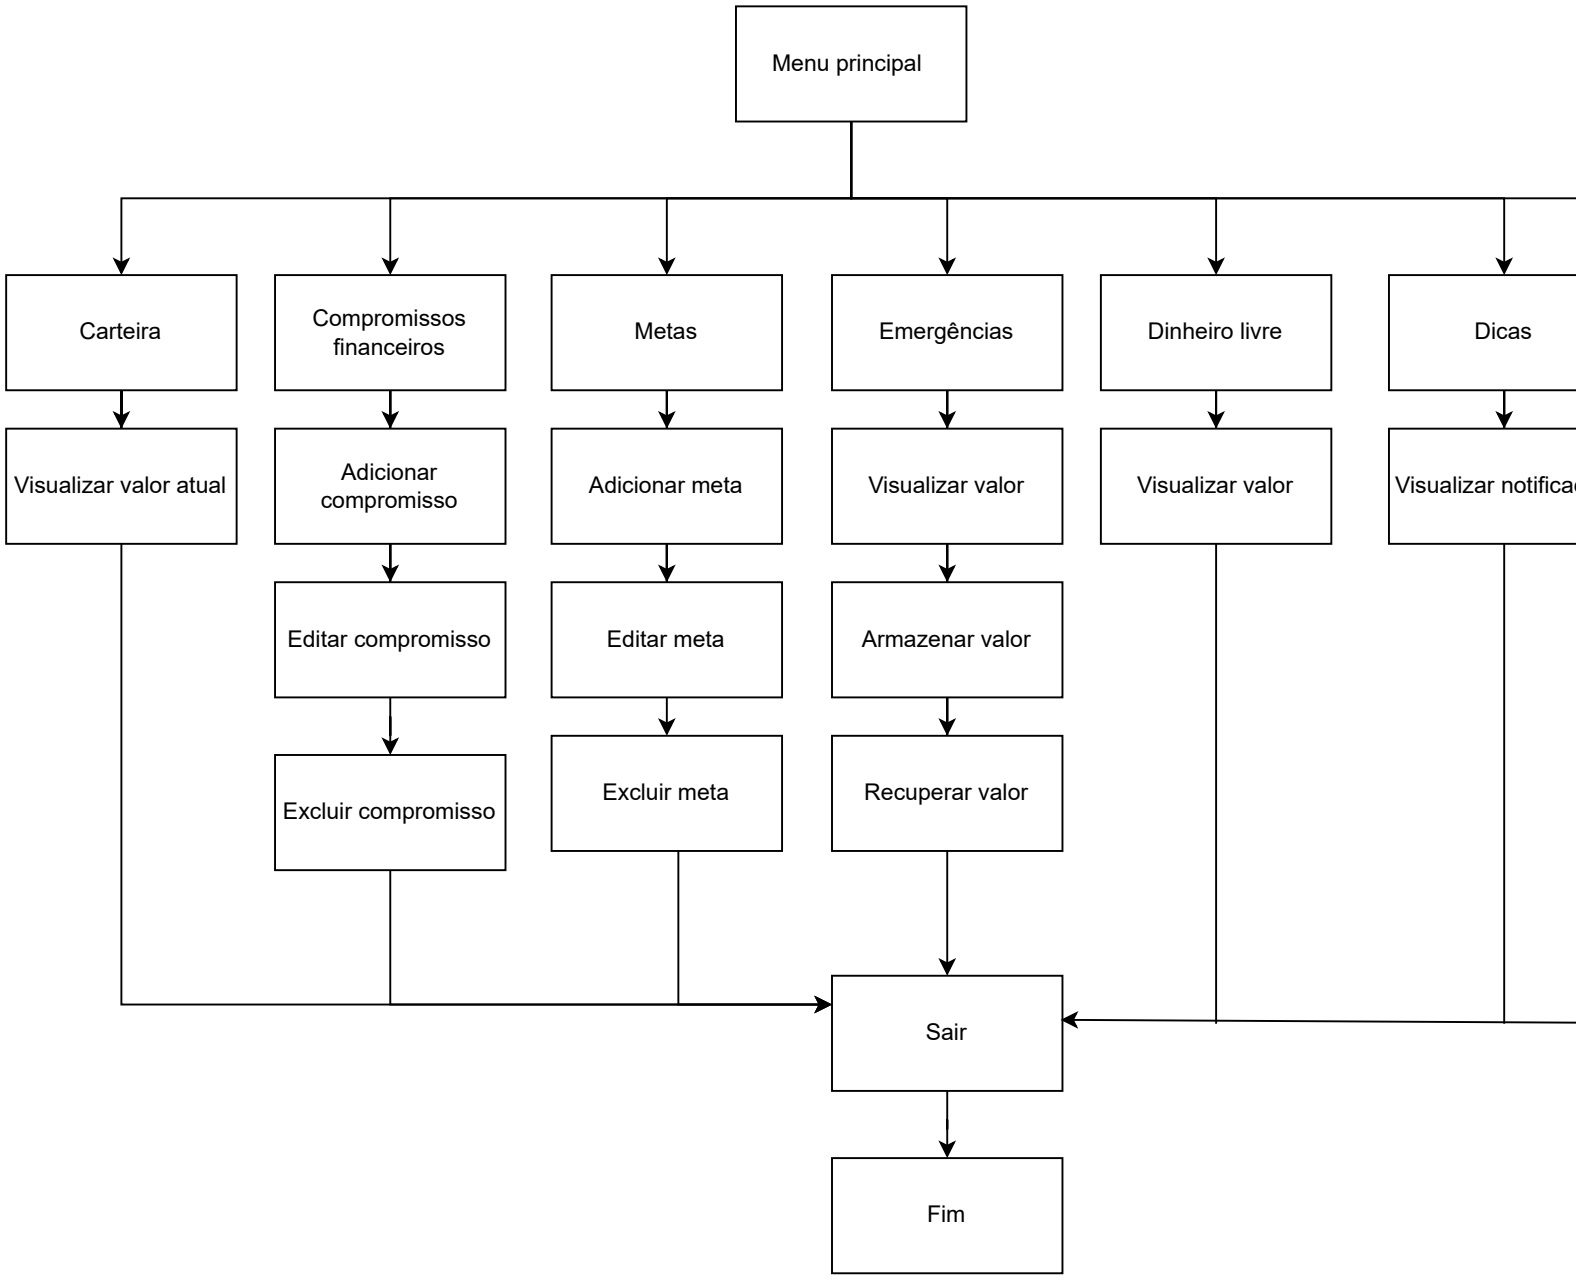 Menu principal
Carteira
Compromissos
financeiros
Metas
Emergências
Dinheiro livre
Dicas
Visualizar valor atual
Adicionar
compromisso
Adicionar meta
Visualizar valor
Visualizar valor
Visualizar
Editar compromisso
Editar meta
Armazenar valor
Excluir compromisso
Excluir meta
Recuperar valor
Sair
Fim